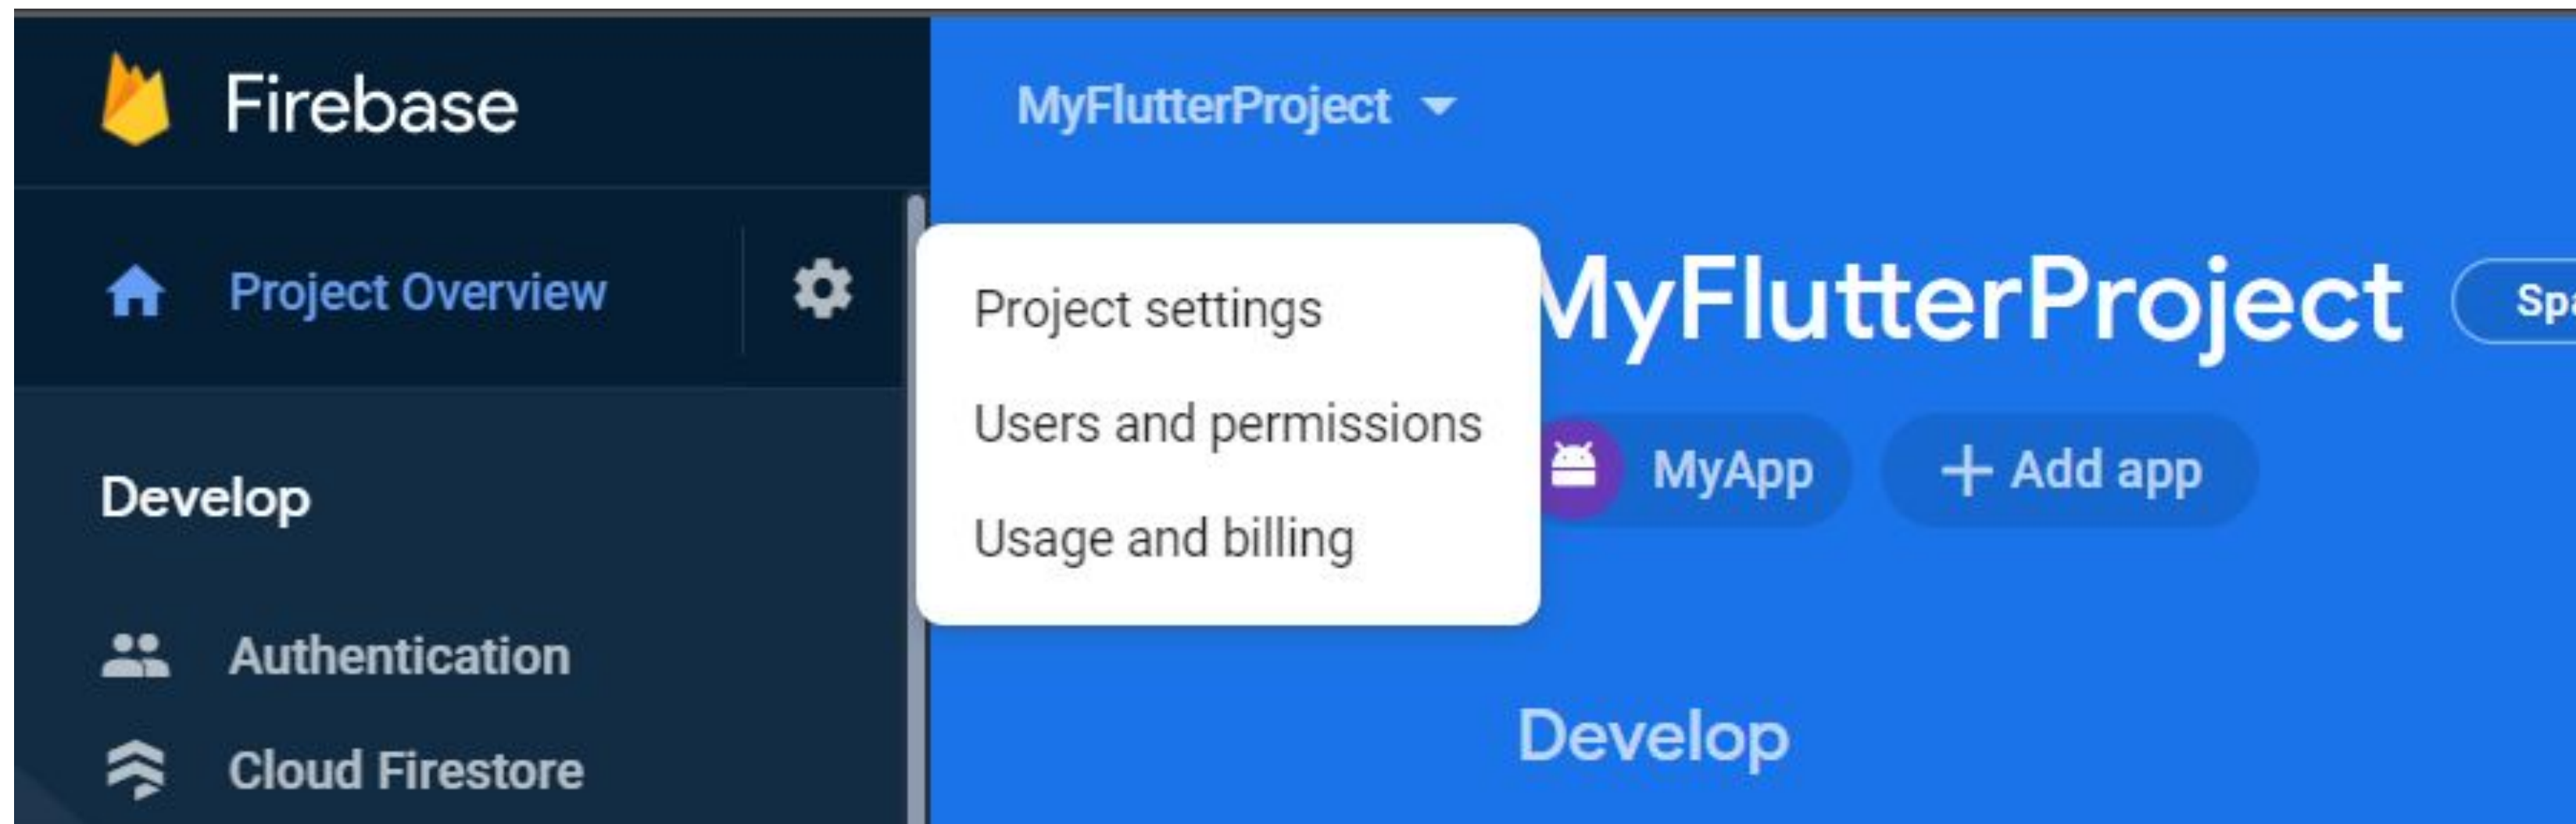 Firebase
MyFlutterProject
Project Overview
Project settings
Users and permissions
Usage and billing
MyFlutterProject
MyApp
+ Add app
Develop
Authentication
Cloud Firestore
Develop